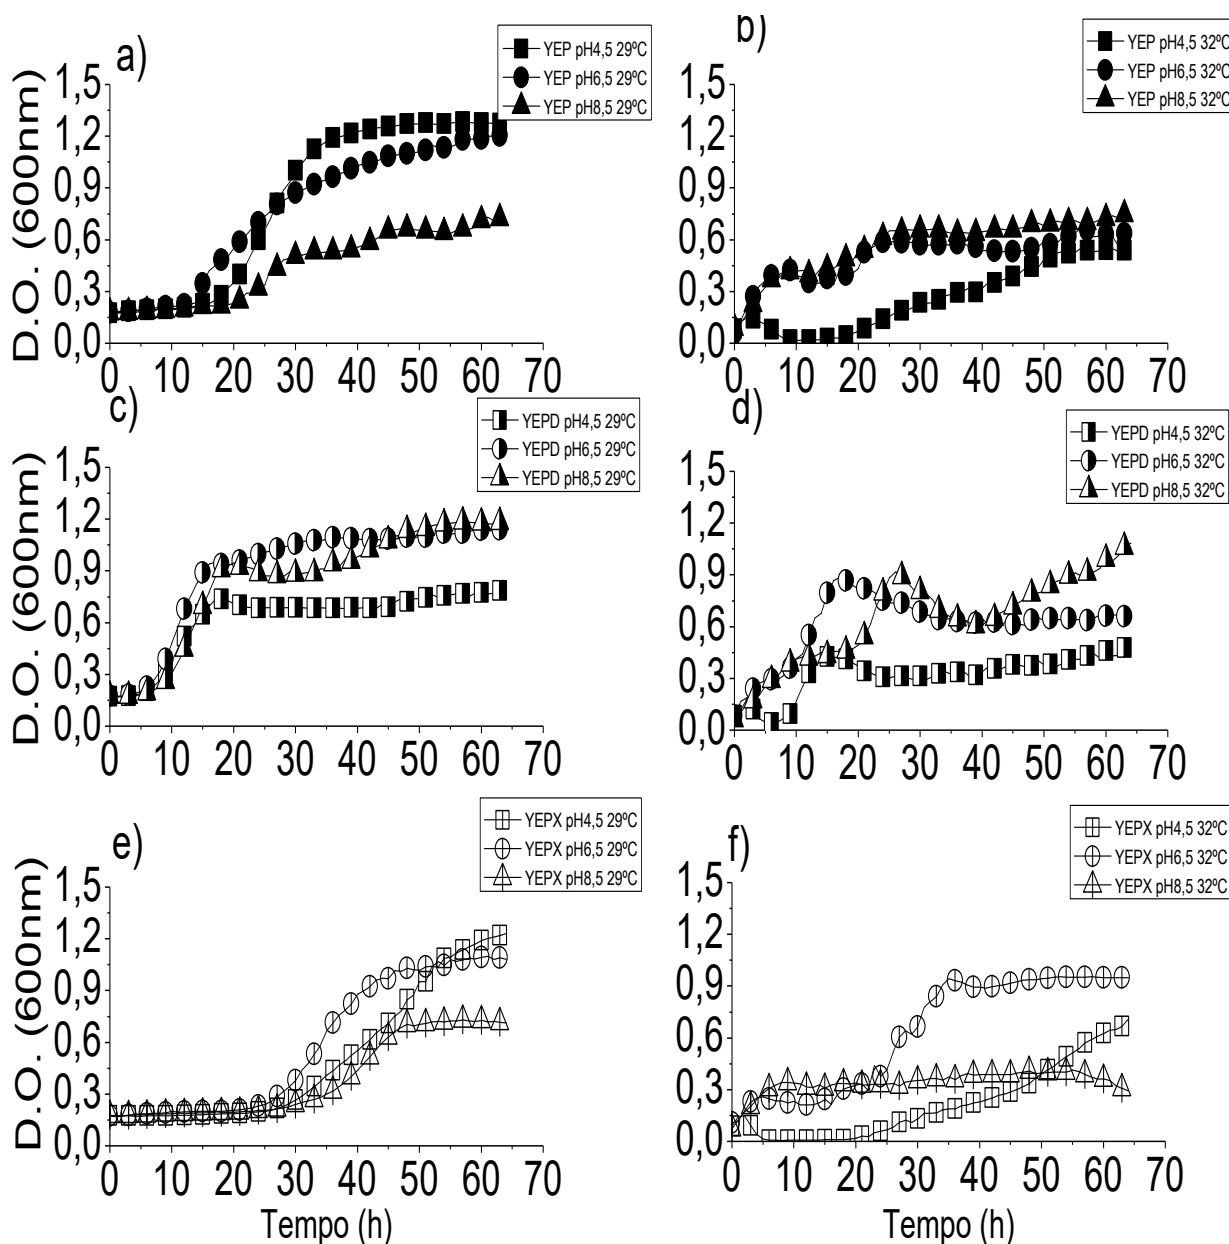 a)
YEP pH4,5 29ºC
YEP pH6,5 29ºC
YEP pH8,5 29ºC
1,5
1,2
0,9
0,6
0,3
0,0
D.O. (600nm)
0 10 20 30 40 50 60 70
b)
YEP pH4,5 32ºC
YEP pH6,5 32ºC
YEP pH8,5 32ºC
1,5
1,2
0,9
0,6
0,3
0,0
0 10 20 30 40 50 60 70
c)
YEPD pH4,5 29ºC
YEPD pH6,5 29ºC
YEPD pH8,5 29ºC
1,5
1,2
0,9
0,6
0,3
0,0
D.O. (600nm)
0 10 20 30 40 50 60 70
d)
YEPD pH4,5 32ºC
YEPD pH6,5 32ºC
YEPD pH8,5 32ºC
1,5
1,2
0,9
0,6
0,3
0,0
0 10 20 30 40 50 60 70
e)
YEPX pH4,5 29ºC
YEPX pH6,5 29ºC
YEPX pH8,5 29ºC
1,5
1,2
0,9
0,6
0,3
0,0
D.O. (600nm)
0 10 20 30 40 50 60 70
Tempo (h)
f)
YEPX pH4,5 32ºC
YEPX pH6,5 32ºC
YEPX pH8,5 32ºC
1,5
1,2
0,9
0,6
0,3
0,0
0 10 20 30 40 50 60 70
Tempo (h)